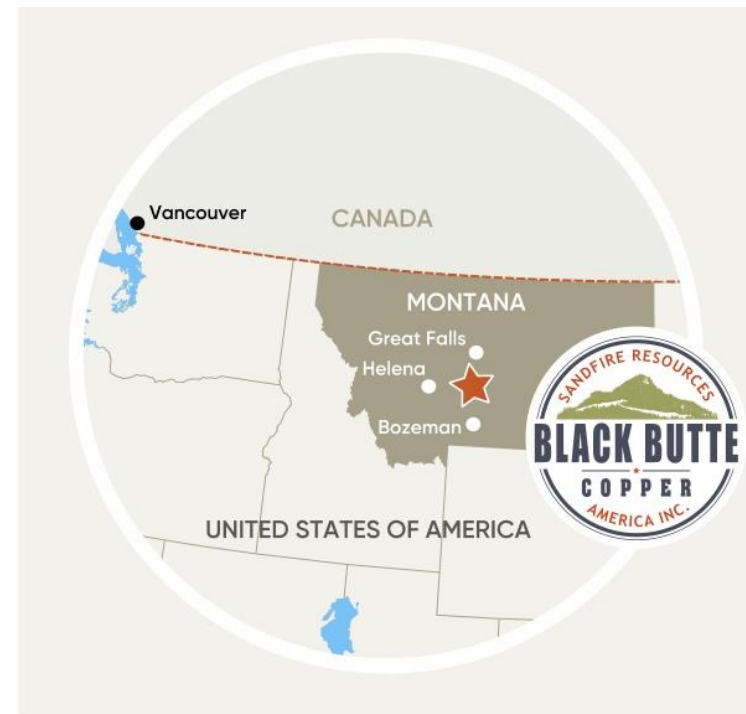 Vancouver
CANADA
MONTANA
Great Falls
Helena
Bozeman
SANDFIRE RESOURCES
BLACK BUTTE
COPPER
AMERICA INC.
UNITED STATES OF AMERICA